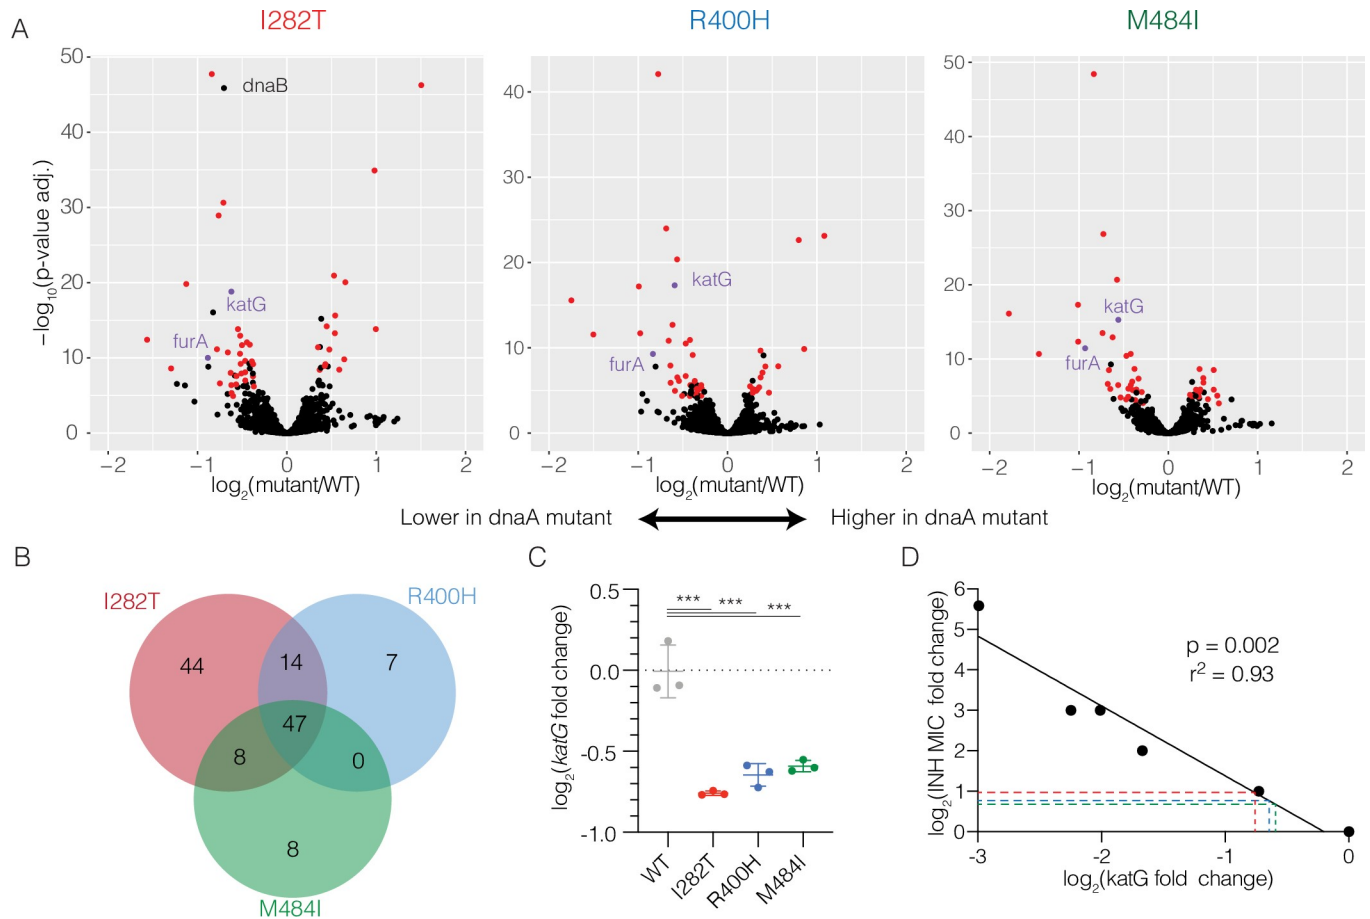 A
I282T
R400H
M484I
−log10(p-value adj.)
50
40
30
20
10
0
dnaB
katG
furA
−2
−1
0
1
2
log2(mutant/WT)
40
30
20
10
0
katG
furA
−2
−1
0
1
2
log2(mutant/WT)
50
40
30
20
10
0
katG
furA
−2
−1
0
1
2
log2(mutant/WT)
Lower in dnaA mutant
Higher in dnaA mutant
B
I282T
R400H
44
14
7
47
8
0
8
M484I
C
log2(katG fold change)
0.5
0.0
-0.5
-1.0
***
***
***
WT
I282T
R400H
M484I
D
log2(INH MIC fold change)
6
5
4
3
2
1
0
p = 0.002
r2 = 0.93
-3
-2
-1
0
log2(katG fold change)